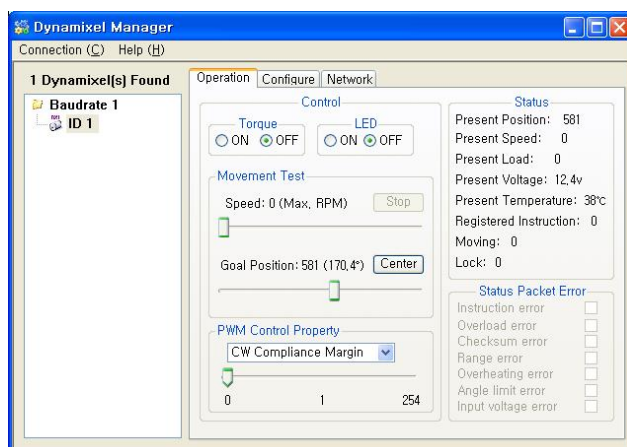 Dynamixel Manager
Connection (C) Help (H)
1 Dynamixel(s) Found
Baudrate 1
ID 1
Operation Configure Network
Control
Torque
ON OFF
LED
ON OFF
Movement Test
Speed: 0 (Max, RPM) Stop
Goal Position: 581 (170,4°) Center
PWM Control Property
CW Compliance Margin
0 1 254
Status
Present Position: 581
Present Speed: 0
Present Load: 0
Present Voltage: 12,4v
Present Temperature: 38℃
Registered Instruction: 0
Moving: 0
Lock: 0
Status Packet Error
Instruction error
Overload error
Checksum error
Range error
Overheating error
Angle limit error
Input voltage error